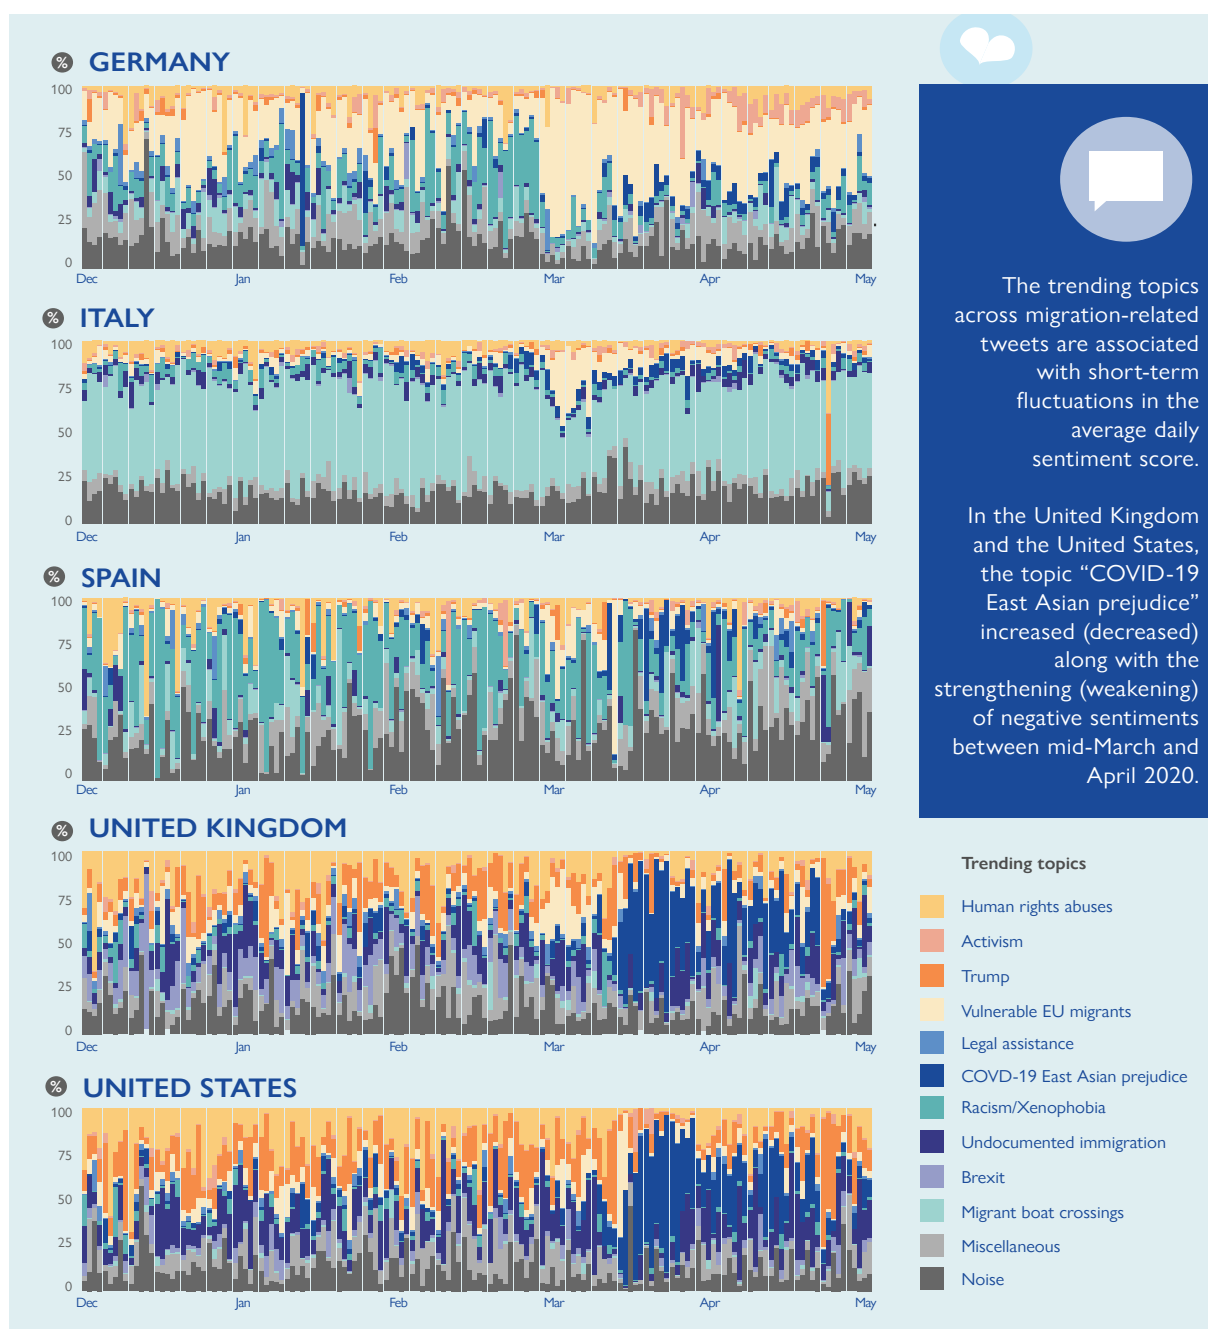 % GERMANY
100
75
50
25
0
Dec Jan Feb Mar Apr May
% ITALY
100
75
50
25
0
Dec Jan Feb Mar Apr May
% SPAIN
100
75
50
25
0
Dec Jan Feb Mar Apr May
% UNITED KINGDOM
100
75
50
25
0
Dec Jan Feb Mar Apr May
% UNITED STATES
100
75
50
25
0
Dec Jan Feb Mar Apr May
The trending topics
across migration-related
tweets are associated
with short-term
fluctuations in the
average daily
sentiment score.
In the United Kingdom
and the United States,
the topic “COVID-19
East Asian prejudice”
increased (decreased)
along with the
strengthening (weakening)
of negative sentiments
between mid-March and
April 2020.
Trending topics
Human rights abuses
Activism
Trump
Vulnerable EU migrants
Legal assistance
COVD-19 East Asian prejudice
Racism/Xenophobia
Undocumented immigration
Brexit
Migrant boat crossings
Miscellaneous
Noise